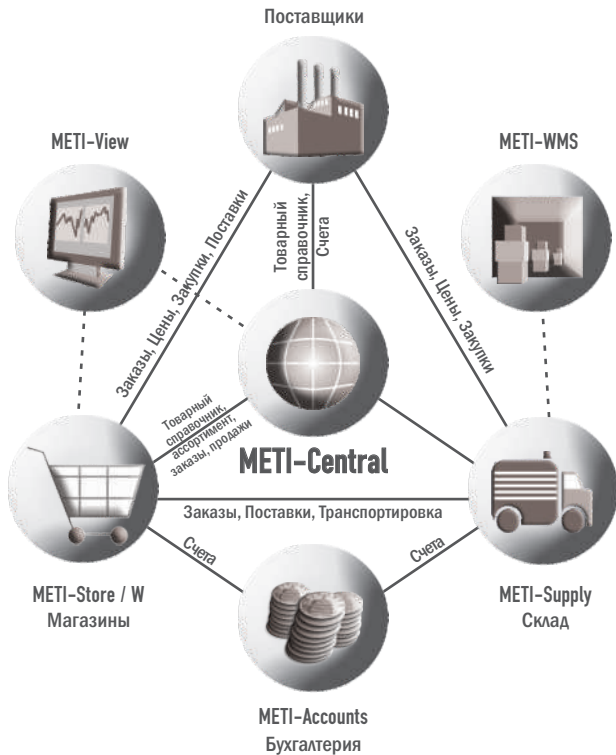 Поставщики
METI-View
METI-WMS
Заказы, Цены, Закупки, Поставки
Товарный
справочник,
Счета
Заказы, Цены, Закупки
Товарный
справочник,
ассортимент,
заказы, продажи
METI-Central
Заказы, Поставки, Транспортировка
Счета
Счета
METI-Store / W
Магазины
METI-Supply
Склад
METI-Accounts
Бухгалтерия